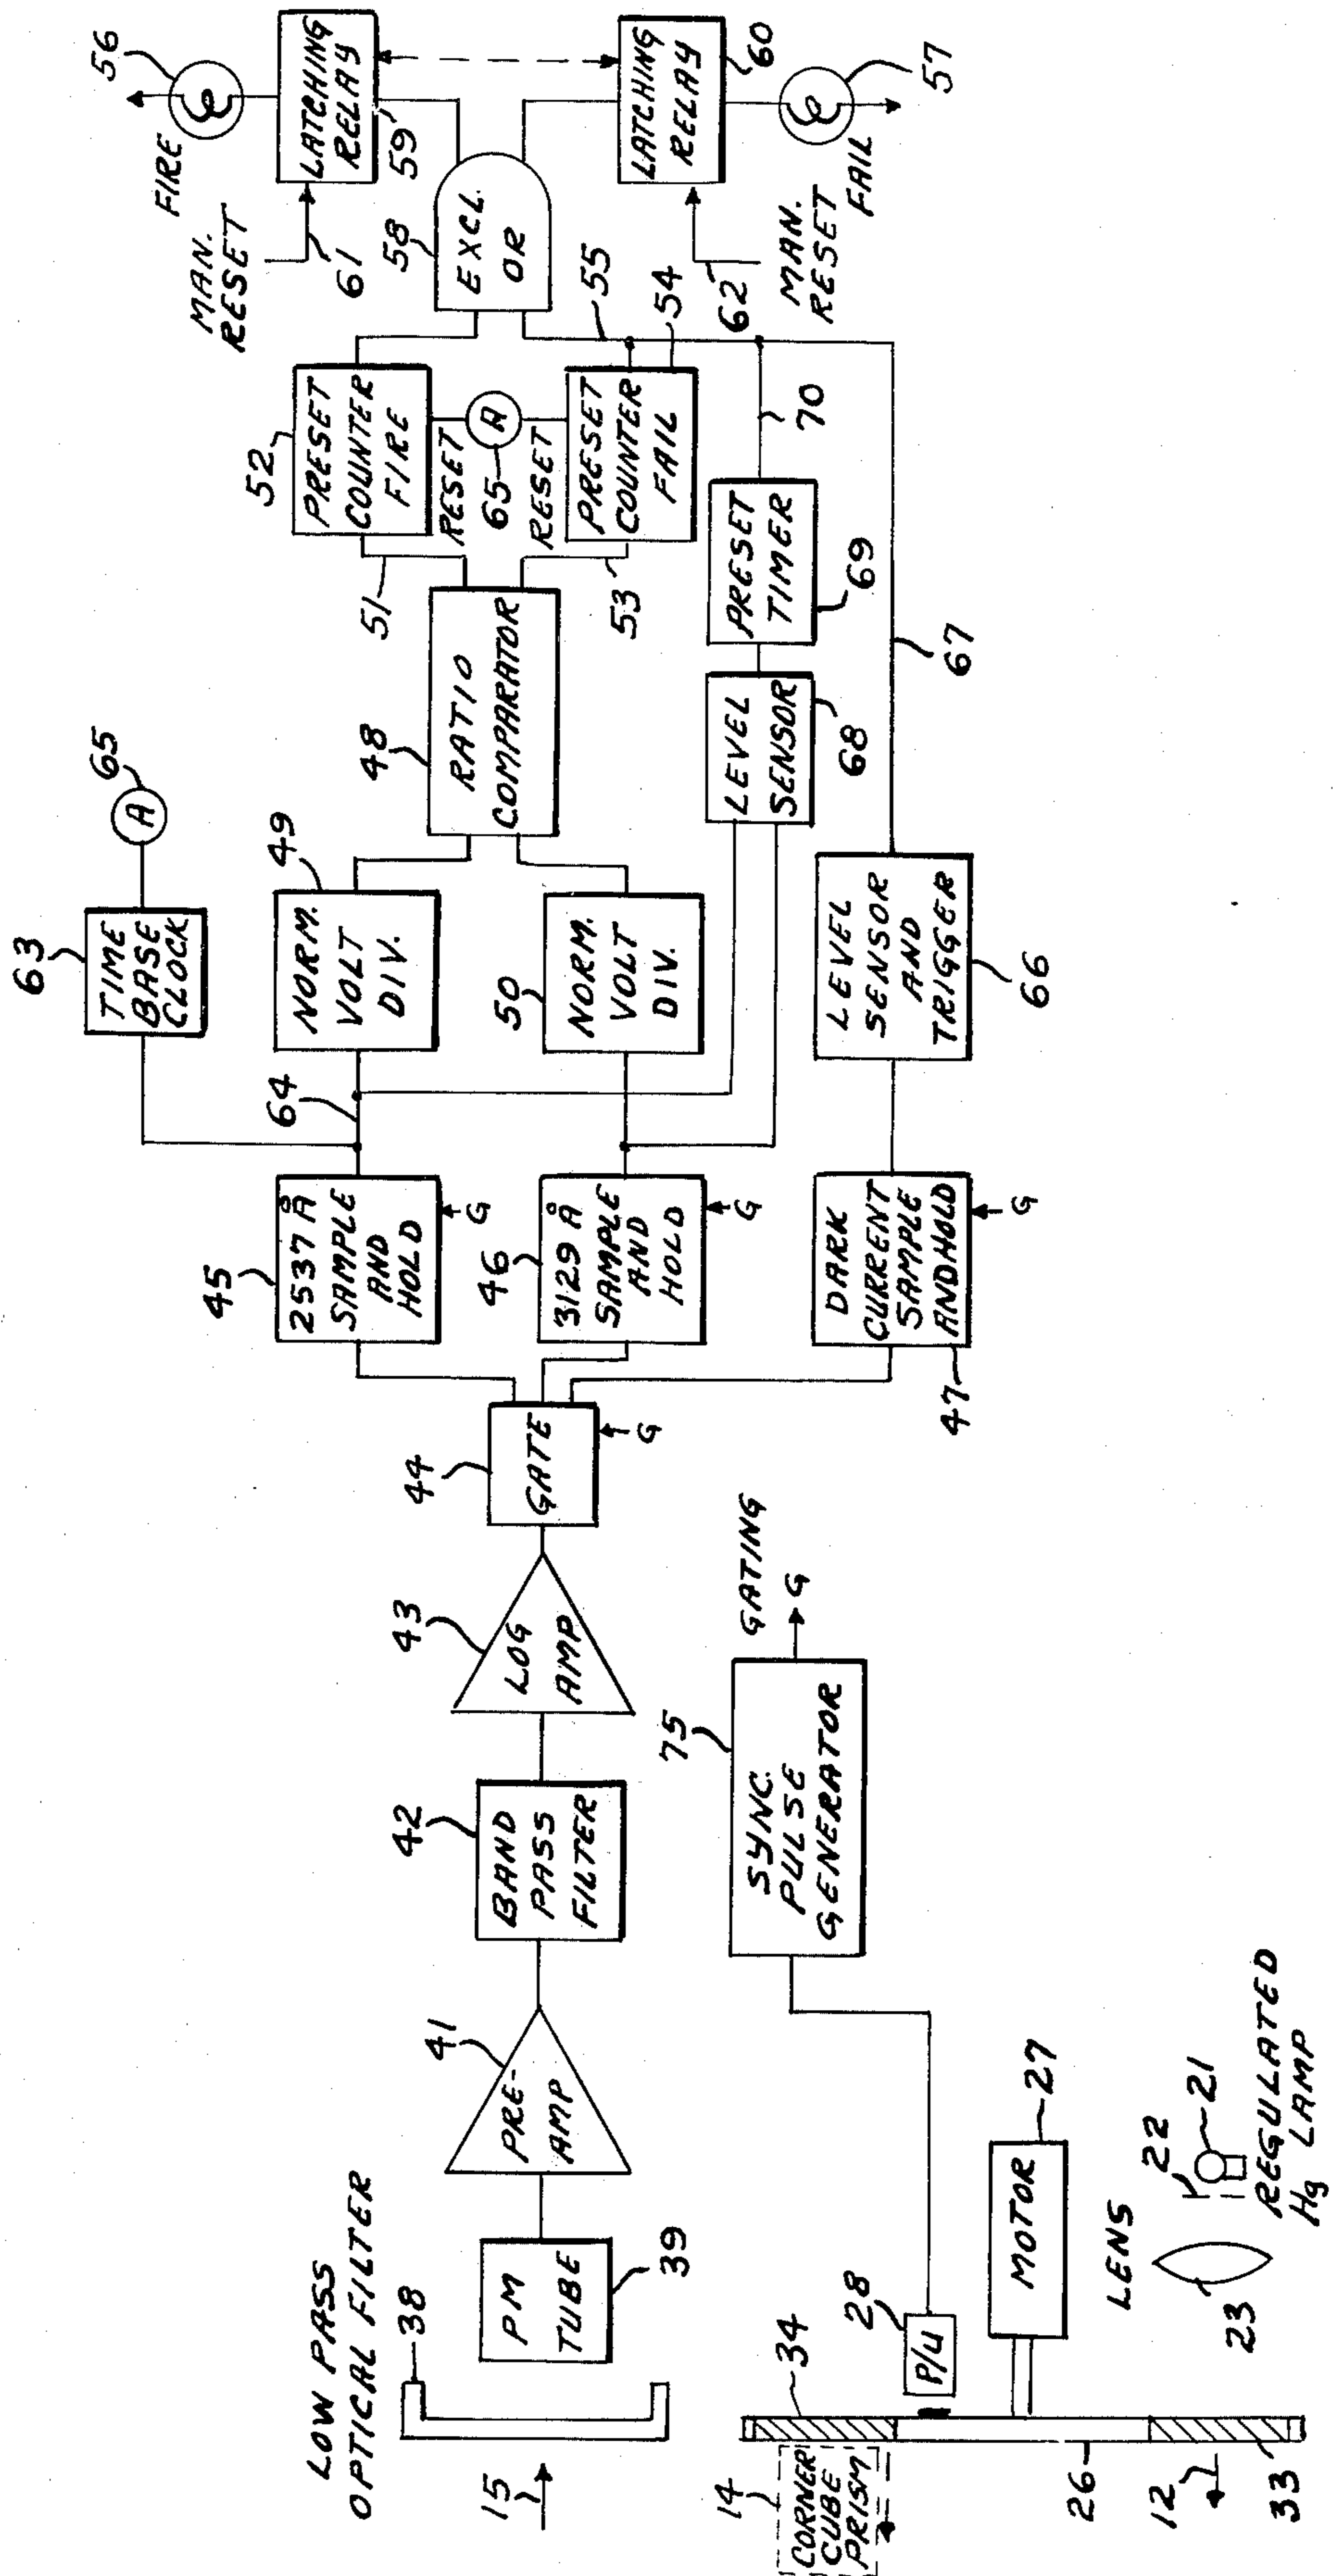 LOW PASS
OPTICAL FILTER
38
15
PM
TUBE
39
PRE-
AMP
41
BAND
PASS
FILTER
42
LOG
AMP
43
GATE
44
G
2537 Å
SAMPLE
AND
HOLD
45
G
3129 Å
SAMPLE
AND
HOLD
46
G
DARK
CURRENT
SAMPLE
AND HOLD
47
G
64
TIME
BASE
CLOCK
63
A
65
NORM.
VOLT
DIV.
49
NORM.
VOLT
DIV.
50
LEVEL
SENSOR
AND
TRIGGER
66
RATIO
COMPARATOR
48
LEVEL
SENSOR
68
PRESET
TIMER
69
67
70
51
53
PRESET
COUNTER
FIRE
52
RESET
A
65
RESET
PRESET
COUNTER
FAIL
54
55
EXCL.
OR
58
MAN.
RESET
61
LATCHING
RELAY
59
FIRE
56
MAN.
RESET
62
LATCHING
RELAY
60
FAIL
57
14
CORNER
CUBE
PRISM
34
28
P/U
SYNC.
PULSE
GENERATOR
75
GATING
G
MOTOR
27
26
12
33
LENS
23
22
21
REGULATED
Hg LAMP